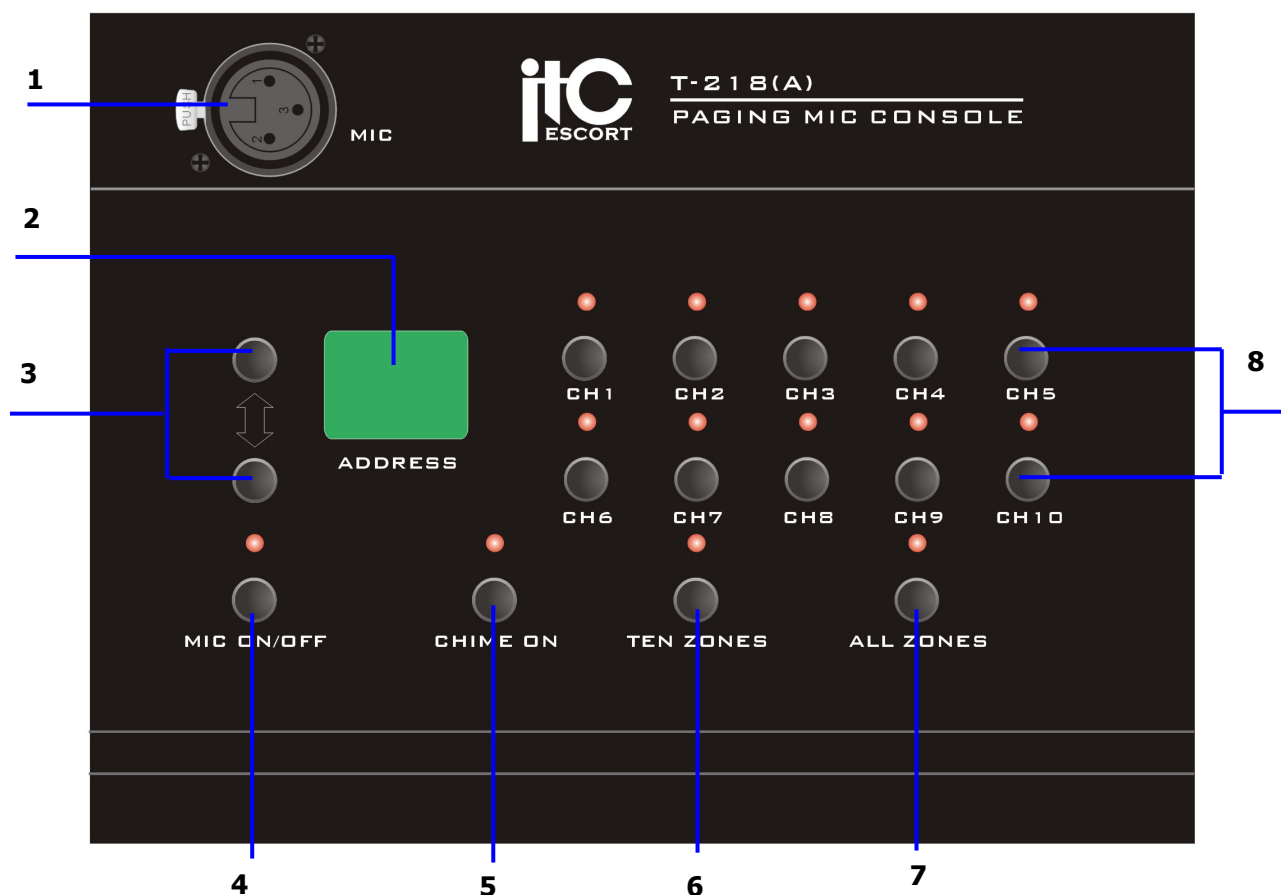 1
PUSH
1
3
2
MIC
itC
ESCORT
T-218(A)
PAGING MIC CONSOLE
2
3
ADDRESS
CH1 CH2 CH3 CH4 CH5
8
CH6 CH7 CH8 CH9 CH10
MIC ON/OFF CHIME ON TEN ZONES ALL ZONES
4 5 6 7